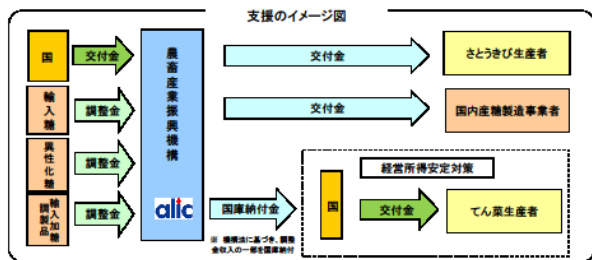 支援のイメージ図
国
交付金
農畜産業振興機構
交付金
さとうきび生産者
輸入糖
調整金
交付金
国内産糖製造事業者
異性化糖
調整金
経営所得安定対策
輸入加糖
調製品
調整金
alic
国庫納付金
国
交付金
てん菜生産者
※ 機構法に基づき、調整
金収入の一部を国庫納付